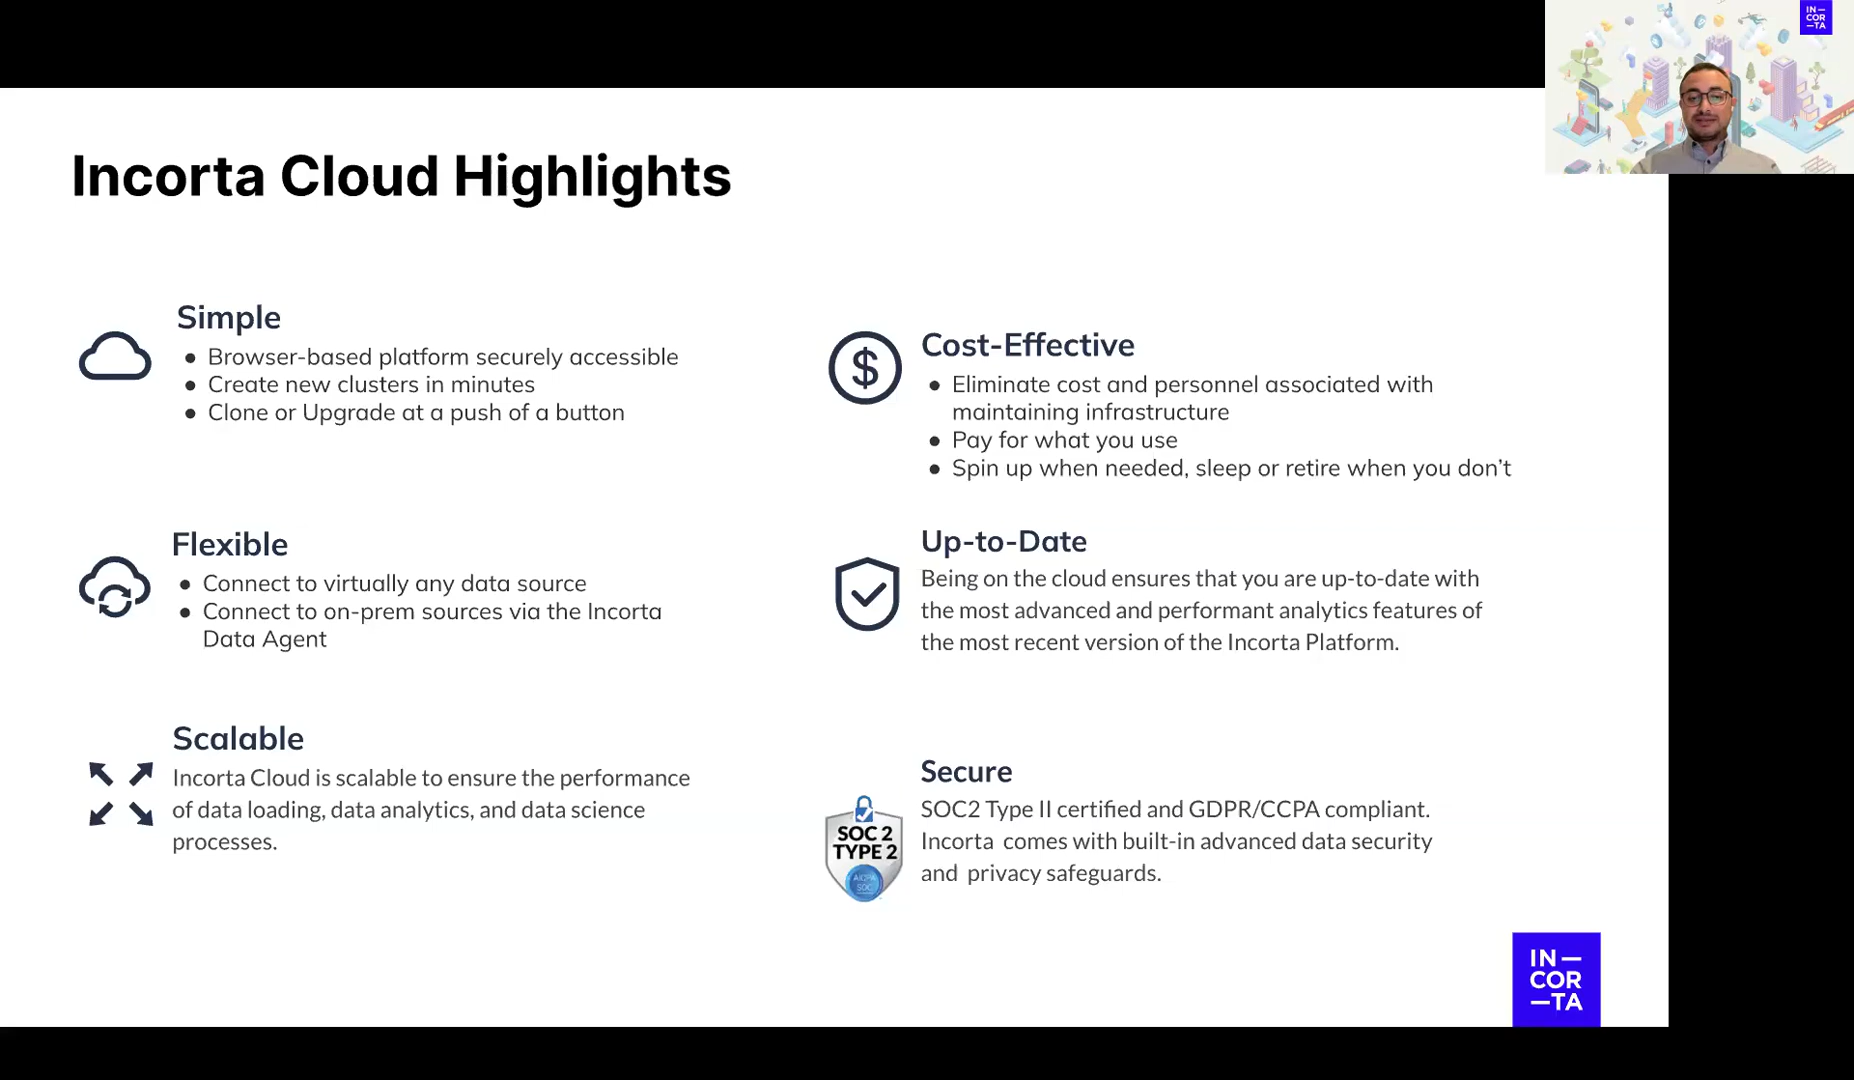 IN—
COR
—TA
Incorta Cloud Highlights
Simple
● Browser-based platform securely accessible
● Create new clusters in minutes
● Clone or Upgrade at a push of a button
Flexible
● Connect to virtually any data source
● Connect to on-prem sources via the Incorta
Data Agent
Scalable
Incorta Cloud is scalable to ensure the performance
of data loading, data analytics, and data science
processes.
$
Cost-Effective
● Eliminate cost and personnel associated with
maintaining infrastructure
● Pay for what you use
● Spin up when needed, sleep or retire when you don’t
Up-to-Date
Being on the cloud ensures that you are up-to-date with
the most advanced and performant analytics features of
the most recent version of the Incorta Platform.
Secure
SOC2 Type II certified and GDPR/CCPA compliant.
Incorta comes with built-in advanced data security
and privacy safeguards.
SOC 2
TYPE 2
AICPA
SOC
IN—
COR
—TA